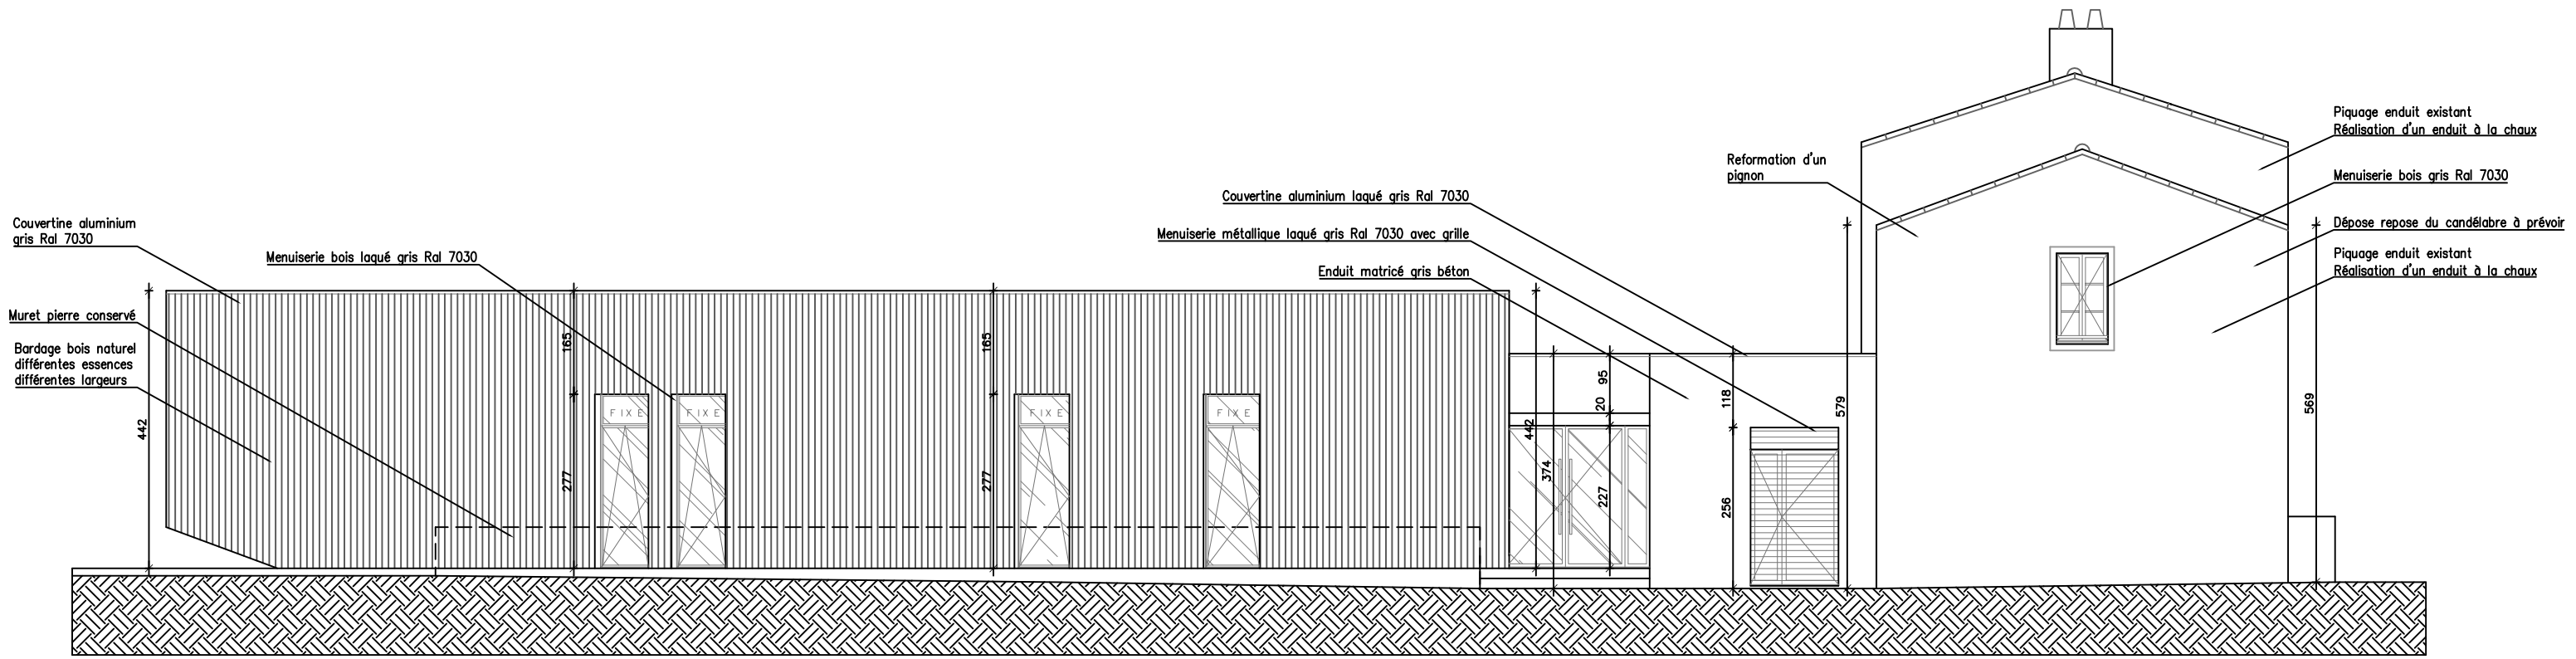 Couvertine aluminium
gris Ral 7030
Muret pierre conservé
Bardage bois naturel
différentes essences
différentes largeurs
442
Menuiserie bois laqué gris Ral 7030
165
277
FIXE
FIXE
165
277
FIXE
FIXE
Couvertine aluminium laqué gris Ral 7030
Menuiserie métallique laqué gris Ral 7030 avec grille
Enduit matricé gris béton
442
374
95
20
227
118
256
Reformation d'un
pignon
579
569
Piquage enduit existant
Réalisation d'un enduit à la chaux
Menuiserie bois gris Ral 7030
Dépose repose du candélabre à prévoir
Piquage enduit existant
Réalisation d'un enduit à la chaux